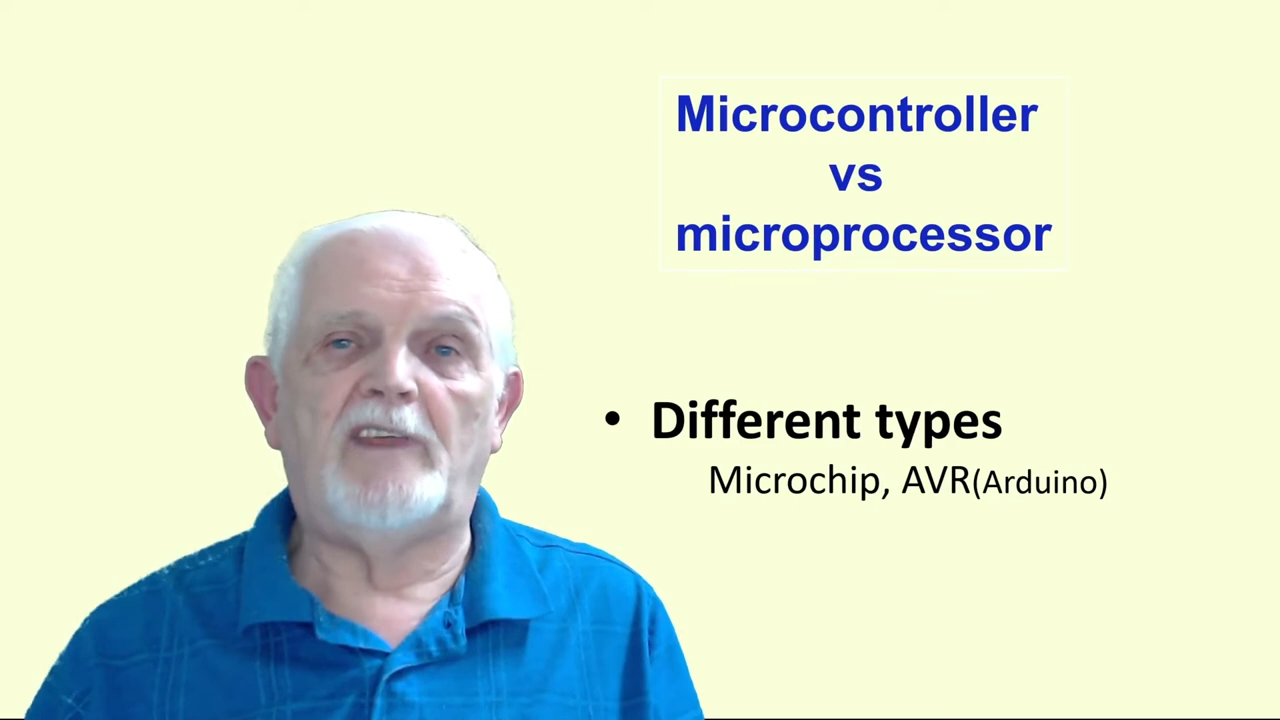 Microcontroller
vs
microprocessor
• Different types
Microchip, AVR(Arduino)